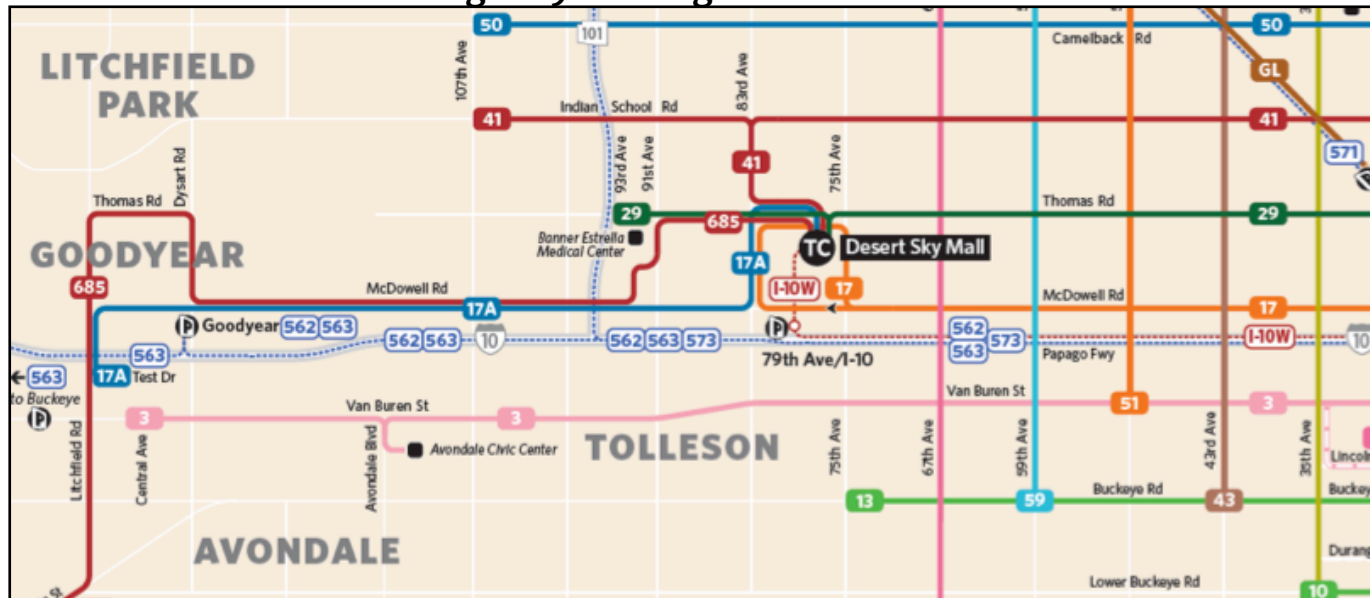 50
101
107th Ave
83rd Ave
Camelback Rd
50
GL
LITCHFIELD
PARK
41
Indian School Rd
41
41
571
93rd Ave
91st Ave
75th Ave
Dysart Rd
Thomas Rd
29
685
Thomas Rd
29
GOODYEAR
Banner Estrella
Medical Center
TC
Desert Sky Mall
17A
685
McDowell Rd
17A
I-10W
17
McDowell Rd
17
P
Goodyear
562 563
562 563
10
562 563 573
P
79th Ave/I-10
562
563
573
I-10W
10
Papago Fwy
563
563
to Buckeye
P
17A
Test Dr
3
Van Buren St
3
Van Buren St
51
3
Litchfield Rd
Central Ave
Avondale Blvd
Avondale Civic Center
TOLLESON
75th Ave
67th Ave
59th Ave
43rd Ave
35th Ave
Lincoln
13
59
Buckeye Rd
43
Buckey
AVONDALE
Durang
Lower Buckeye Rd
10
St